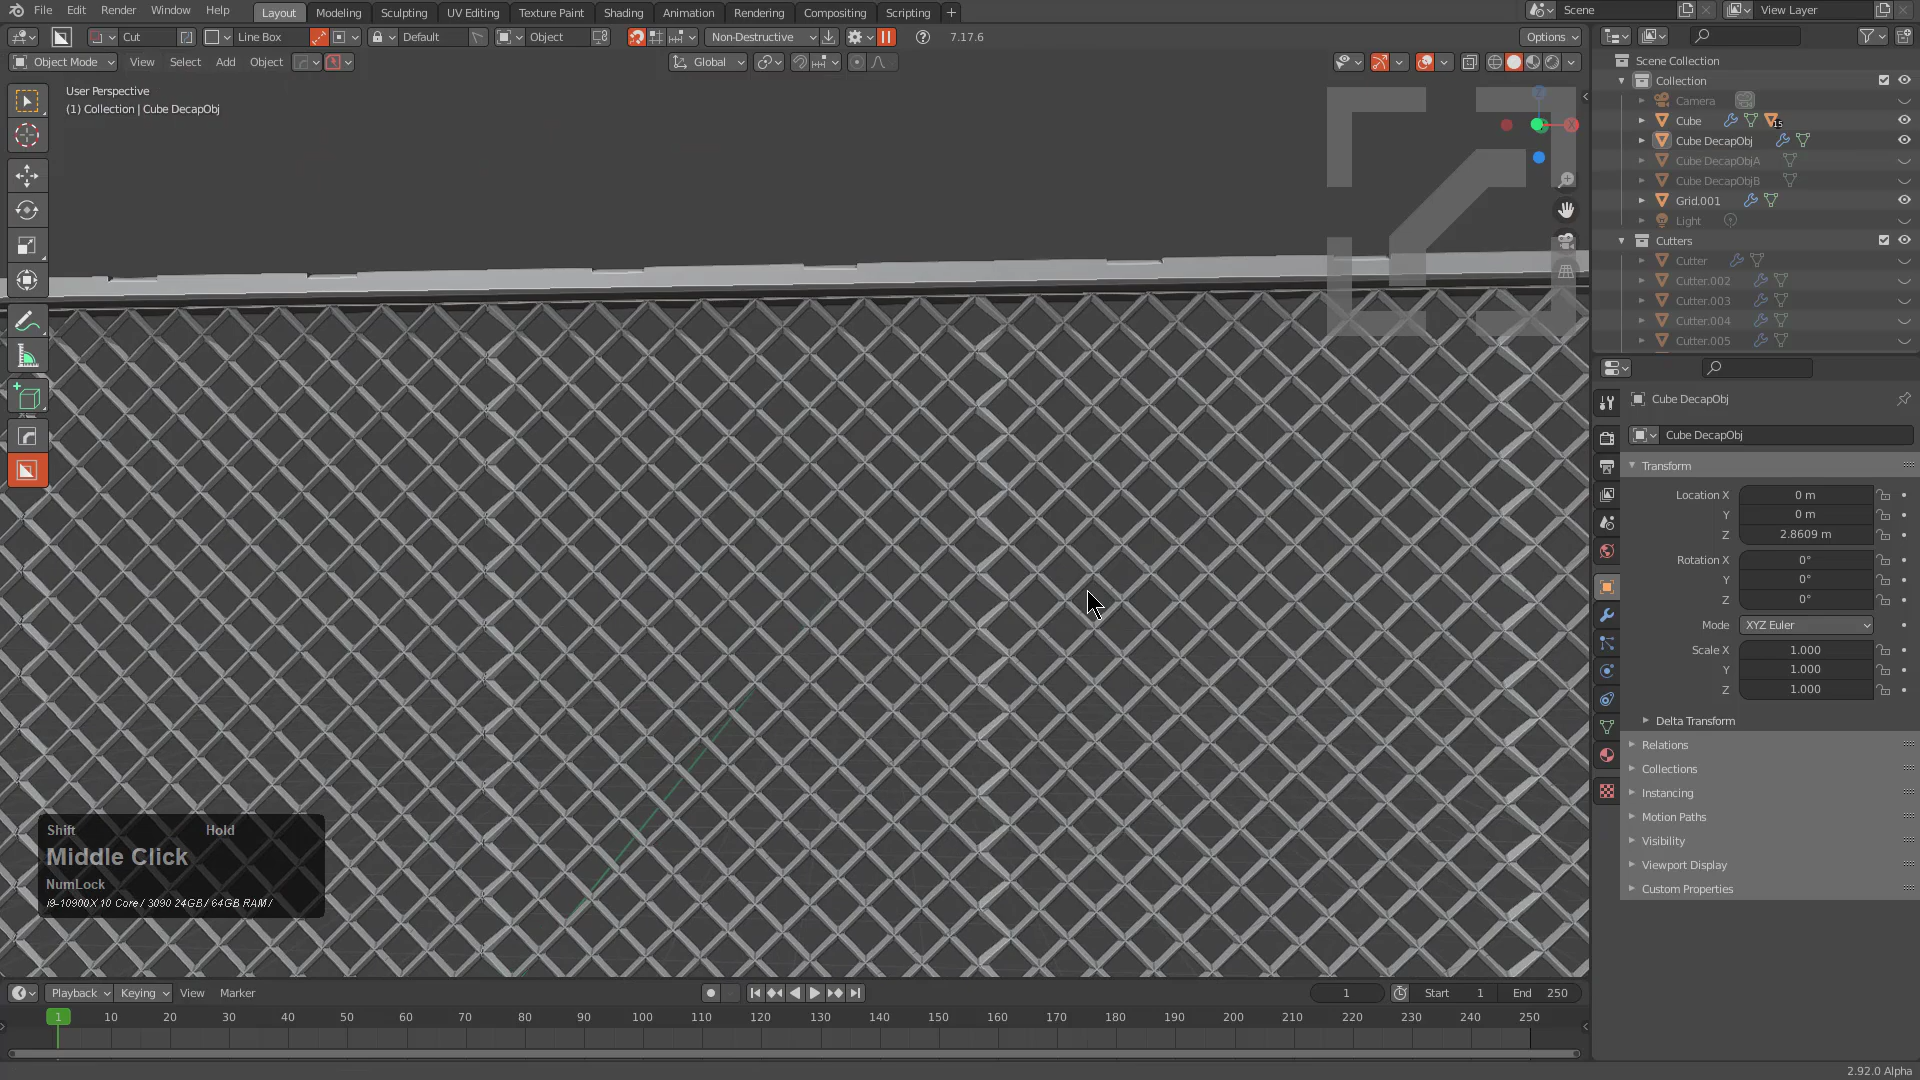 File Edit Render Window Help Layout Modeling Sculpting UV Editing Texture Paint Shading Animation Rendering Compositing Scripting + Scene View Layer
Cut Line Box Default Object Non-Destructive 7.17.6 Options
Object Mode View Select Add Object Global
User Perspective
(1) Collection | Cube DecapObj
Z
X
Shift Hold
Middle Click
NumLock
i9-10900X 10 Core / 3090 24GB / 64GB RAM /
Scene Collection
Collection
Camera
Cube 15
Cube DecapObj
Cube DecapObjA
Cube DecapObjB
Grid.001
Light
Cutters
Cutter
Cutter.002
Cutter.003
Cutter.004
Cutter.005
Cube DecapObj
Cube DecapObj
Transform
Location X 0 m
Y 0 m
Z 2.8609 m
Rotation X 0°
Y 0°
Z 0°
Mode XYZ Euler
Scale X 1.000
Y 1.000
Z 1.000
Delta Transform
Relations
Collections
Instancing
Motion Paths
Visibility
Viewport Display
Custom Properties
Playback Keying View Marker 1 Start 1 End 250
1 10 20 30 40 50 60 70 80 90 100 110 120 130 140 150 160 170 180 190 200 210 220 230 240 250
2.92.0 Alpha